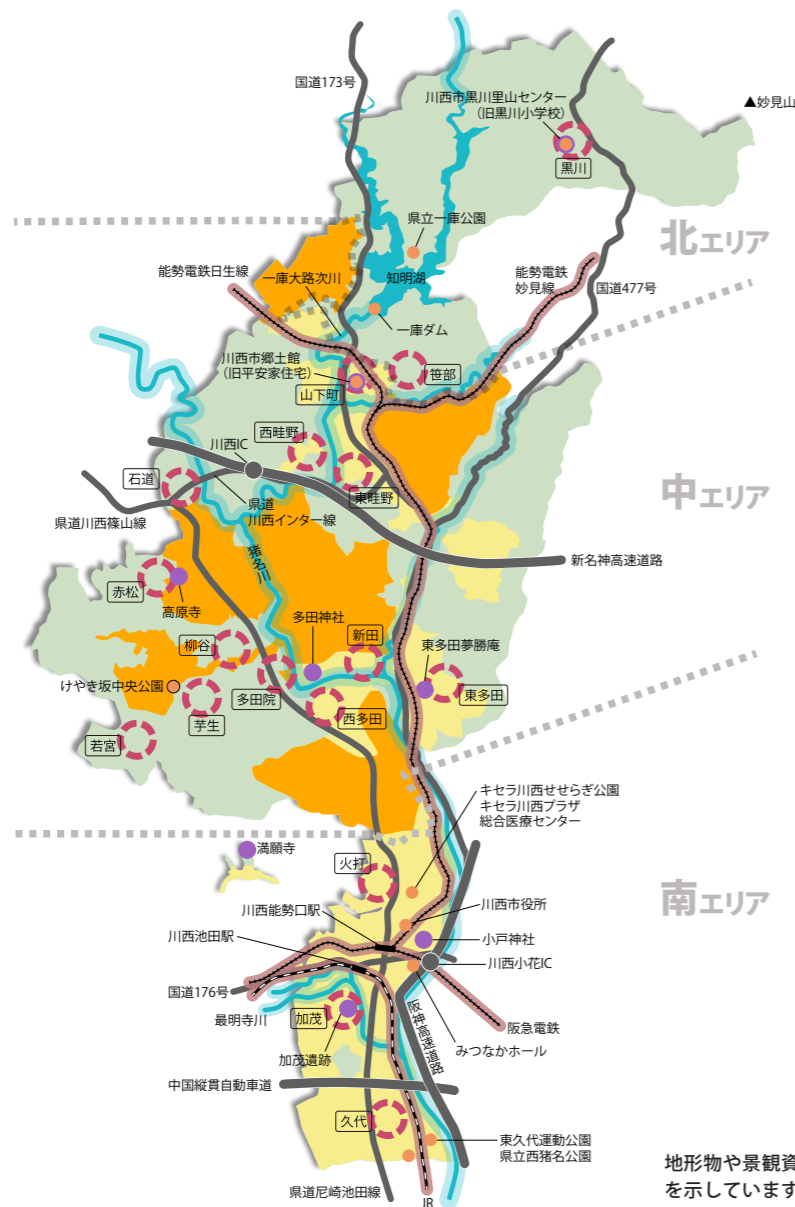 国道173号
川西市黒川里山センター
（旧黒川小学校）
▲妙見山
黒川
北エリア
県立一庫公園
能勢電鉄日生線
一庫大路次川
知明湖
能勢電鉄
妙見線
国道477号
一庫ダム
川西市郷土館
（旧平安家住宅）
笹部
山下町
西畦野
川西IC
東畦野
石道
中エリア
県道
川西インター線
県道川西篠山線
新名神高速道路
猪名川
赤松
高原寺
多田神社
新田
柳谷
東多田夢勝庵
けやき坂中央公園
多田院
東多田
芋生
西多田
若宮
キセラ川西せせらぎ公園
キセラ川西プラザ
総合医療センター
満願寺
火打
南エリア
川西能勢口駅
川西市役所
川西池田駅
小戸神社
川西小花IC
国道176号
最明寺川
加茂
阪神高速道路
阪急電鉄
みつなかホール
加茂遺跡
中国縦貫自動車道
久代
東久代運動公園
県立西猪名公園
県道尼崎池田線
JR
地形物や景観資
を示しています